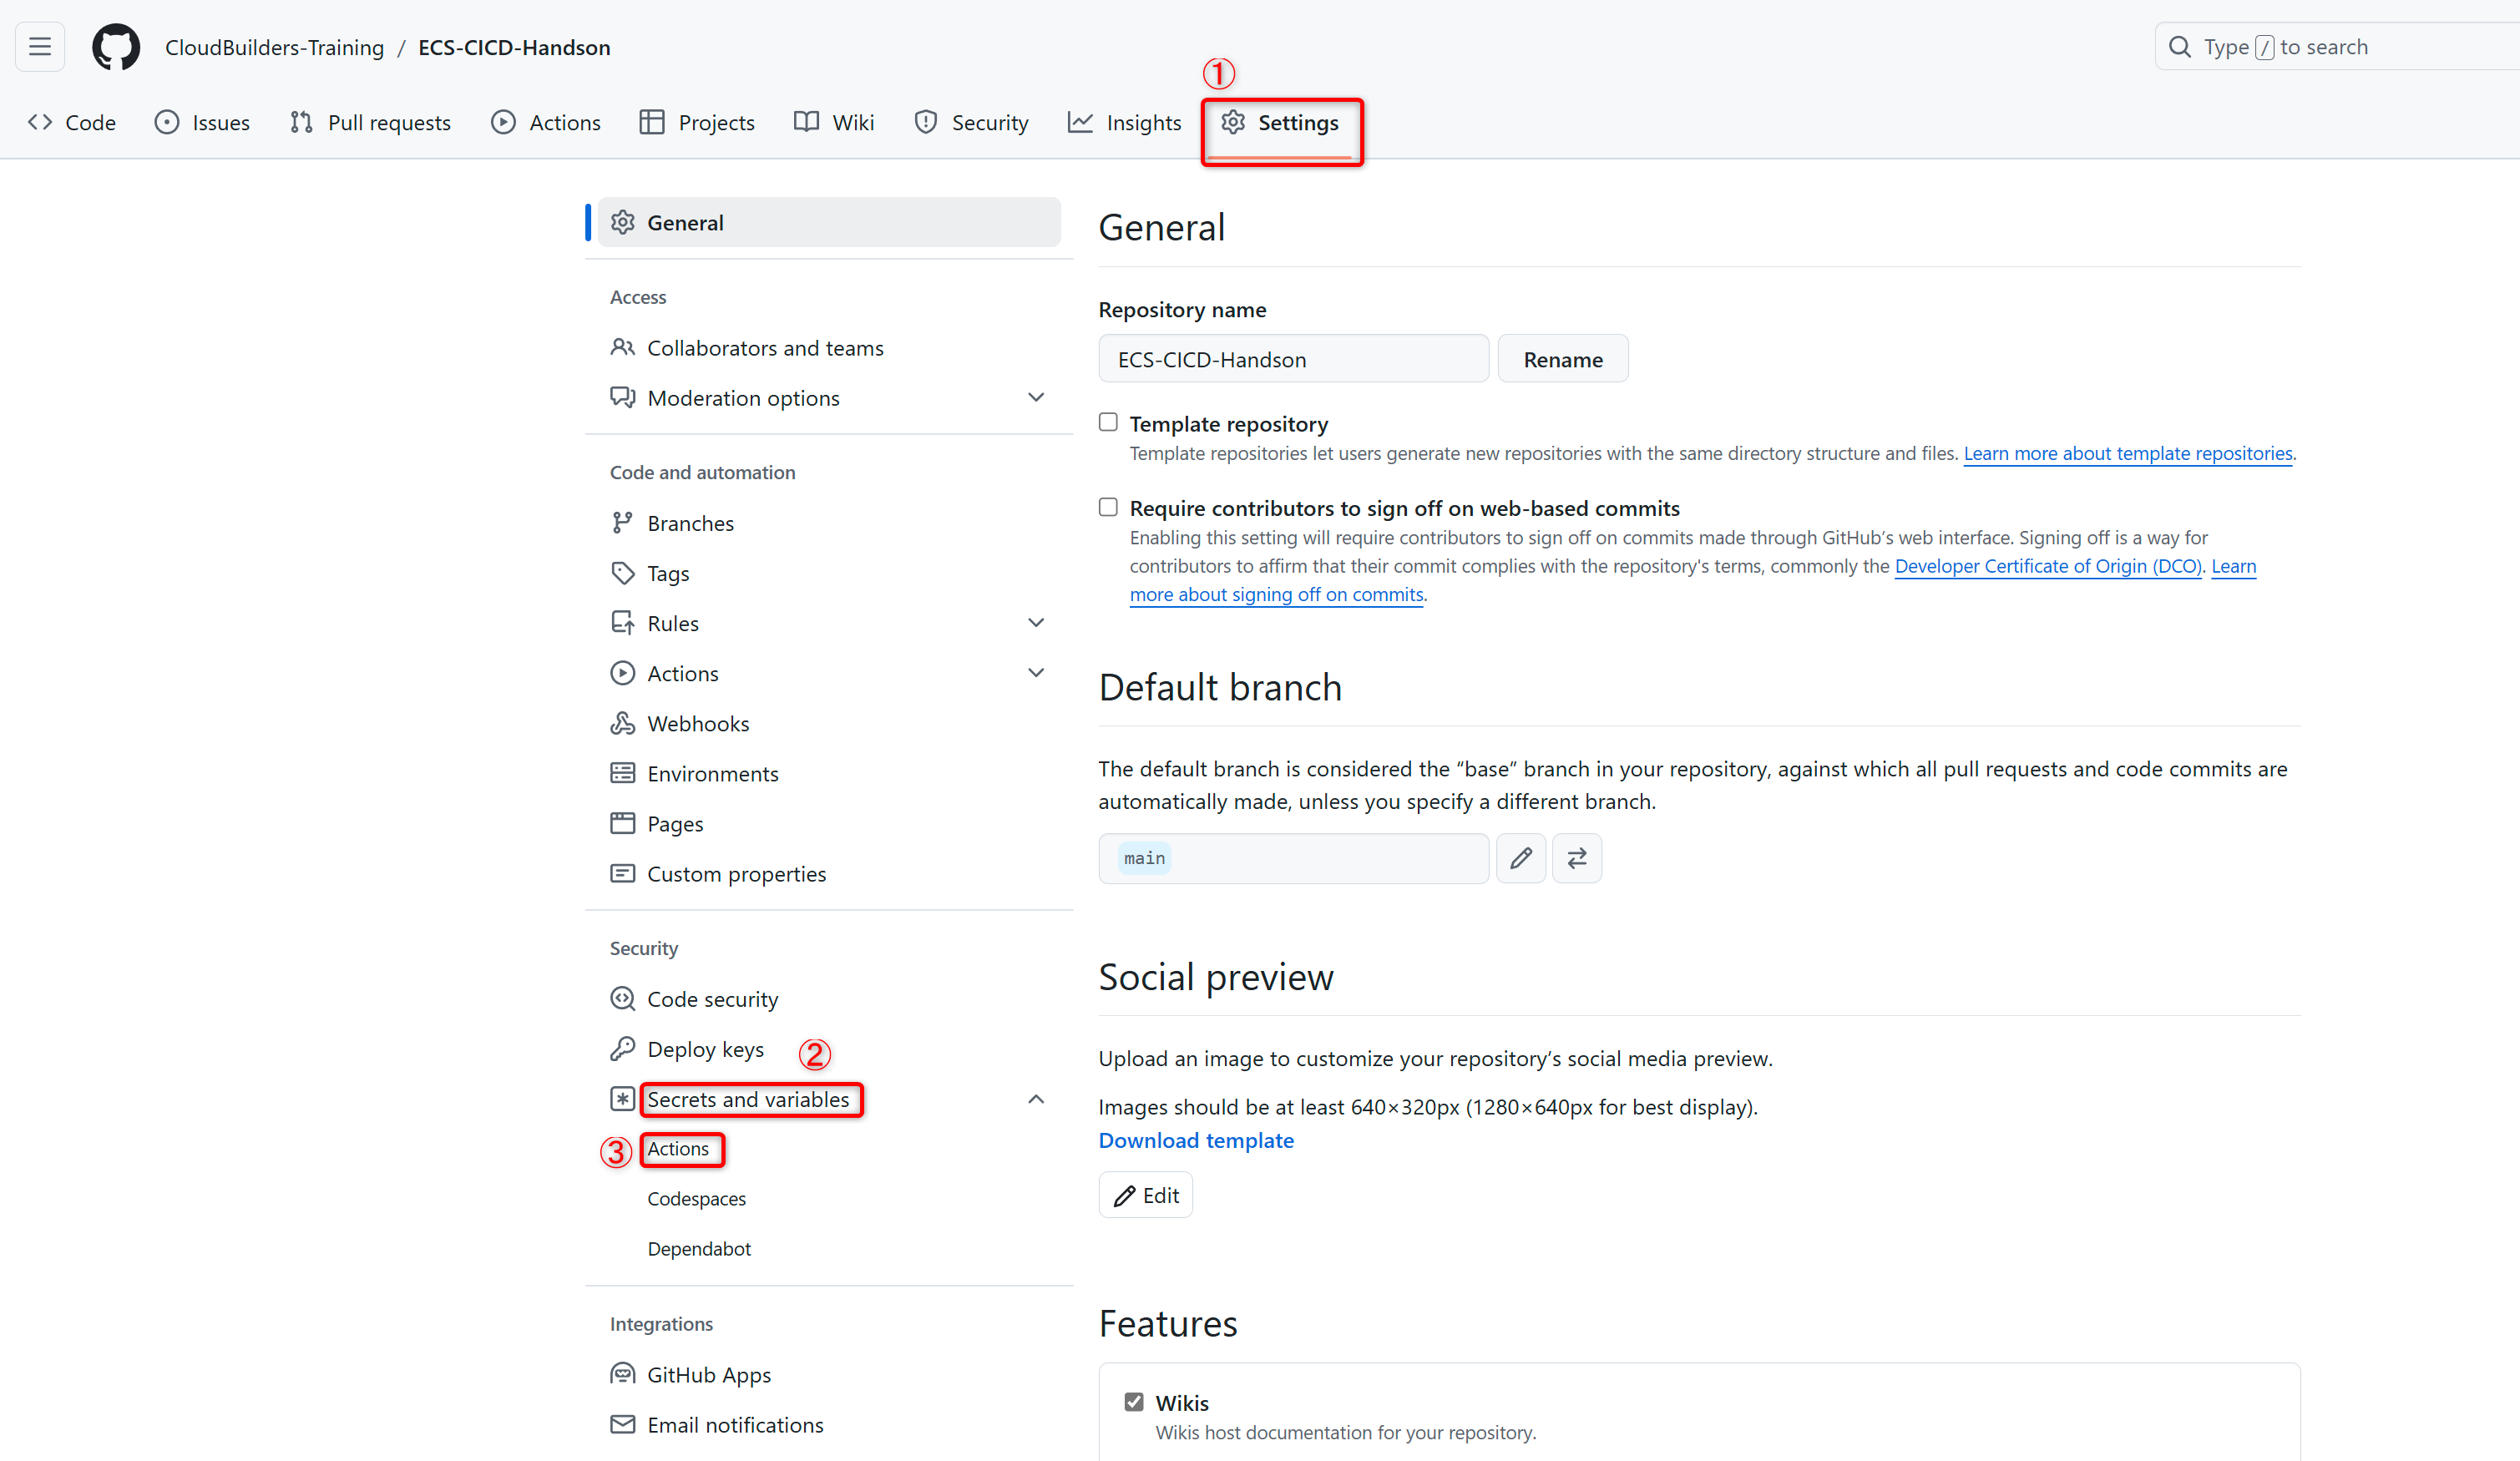 CloudBuilders-Training / ECS-CICD-Handson
Type / to search
①
Code Issues Pull requests Actions Projects Wiki Security Insights Settings
General
Access
Collaborators and teams
Moderation options
Code and automation
Branches
Tags
Rules
Actions
Webhooks
Environments
Pages
Custom properties
Security
Code security
Deploy keys
②
Secrets and variables
③ Actions
Codespaces
Dependabot
Integrations
GitHub Apps
Email notifications
General
Repository name
ECS-CICD-Handson Rename
Template repository
Template repositories let users generate new repositories with the same directory structure and files. Learn more about template repositories.
Require contributors to sign off on web-based commits
Enabling this setting will require contributors to sign off on commits made through GitHub’s web interface. Signing off is a way for
contributors to affirm that their commit complies with the repository's terms, commonly the Developer Certificate of Origin (DCO). Learn
more about signing off on commits.
Default branch
The default branch is considered the “base” branch in your repository, against which all pull requests and code commits are
automatically made, unless you specify a different branch.
main
Social preview
Upload an image to customize your repository’s social media preview.
Images should be at least 640×320px (1280×640px for best display).
Download template
Edit
Features
Wikis
Wikis host documentation for your repository.